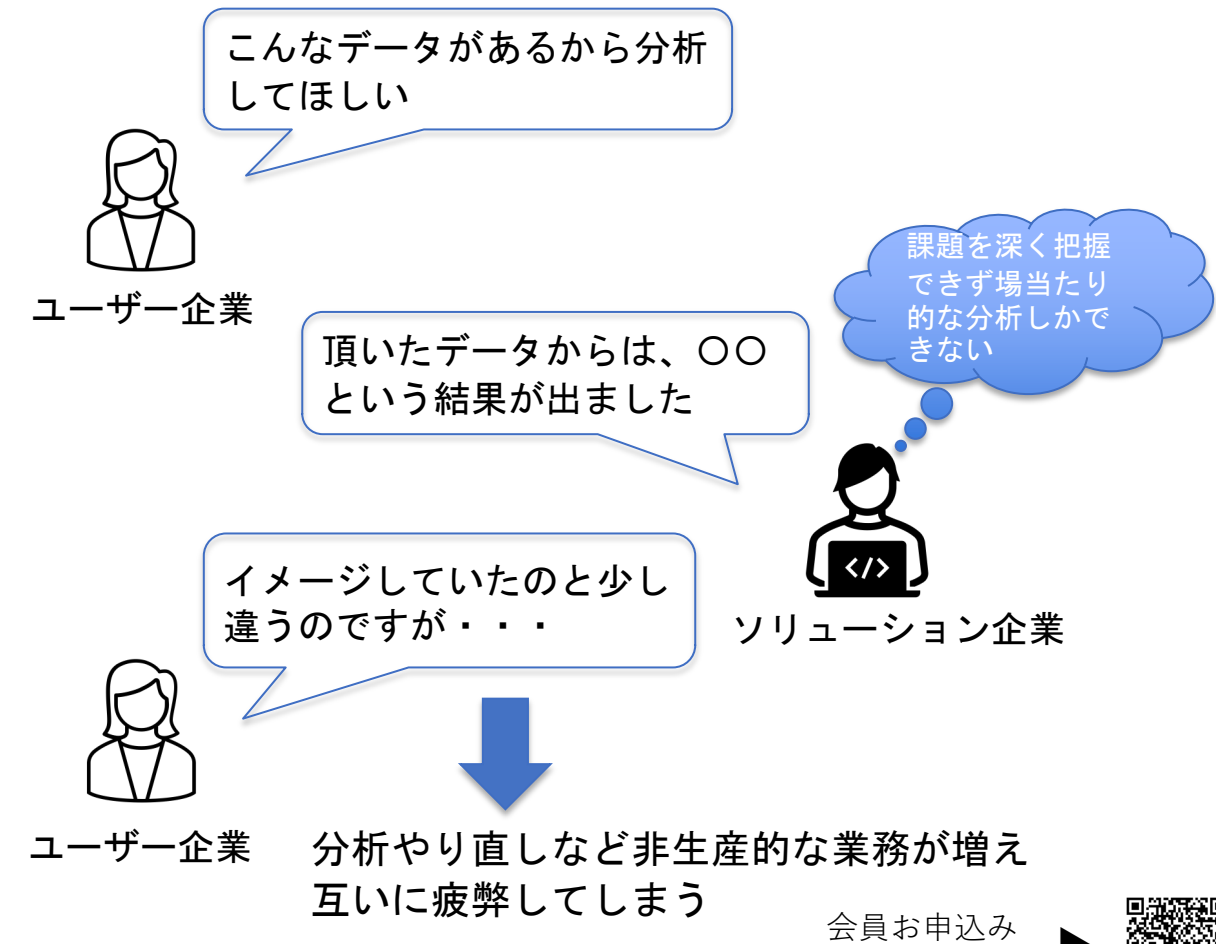 こんなデータがあるから分析
してほしい
ユーザー企業
課題を深く把握
できず場当たり
的な分析しかで
きない
頂いたデータからは、〇〇
という結果が出ました
</>
ソリューション企業
イメージしていたのと少し
違うのですが・・・
ユーザー企業
分析やり直しなど非生産的な業務が増え
互いに疲弊してしまう
会員お申込み